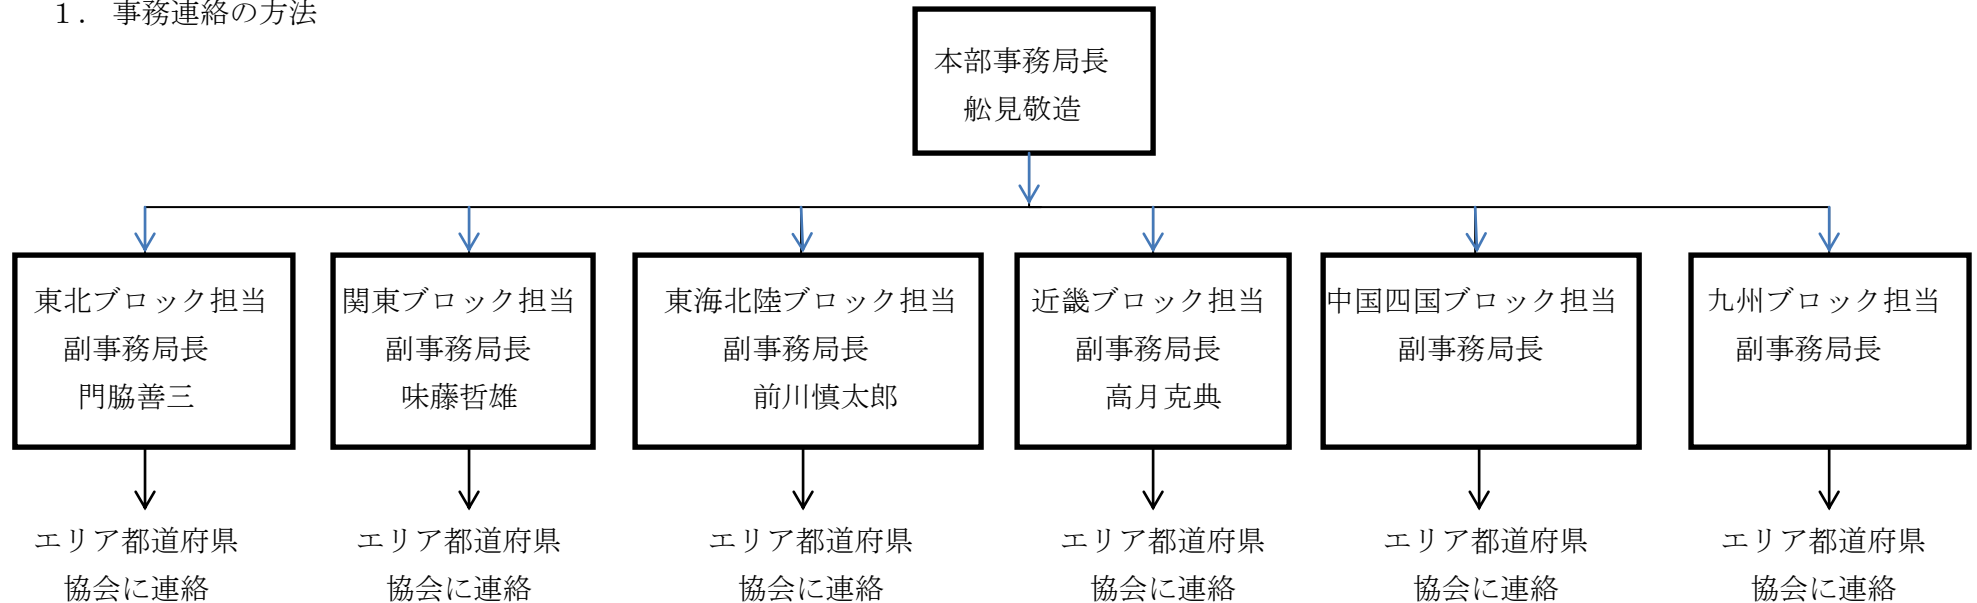 １． 事務連絡の方法
本部事務局長
舩見敬造
東北ブロック担当
副事務局長
門脇善三
関東ブロック担当
副事務局長
味藤哲雄
東海北陸ブロック担当
副事務局長
前川慎太郎
近畿ブロック担当
副事務局長
高月克典
中国四国ブロック担当
副事務局長
九州ブロック担当
副事務局長
エリア都道府県
協会に連絡
エリア都道府県
協会に連絡
エリア都道府県
協会に連絡
エリア都道府県
協会に連絡
エリア都道府県
協会に連絡
エリア都道府県
協会に連絡